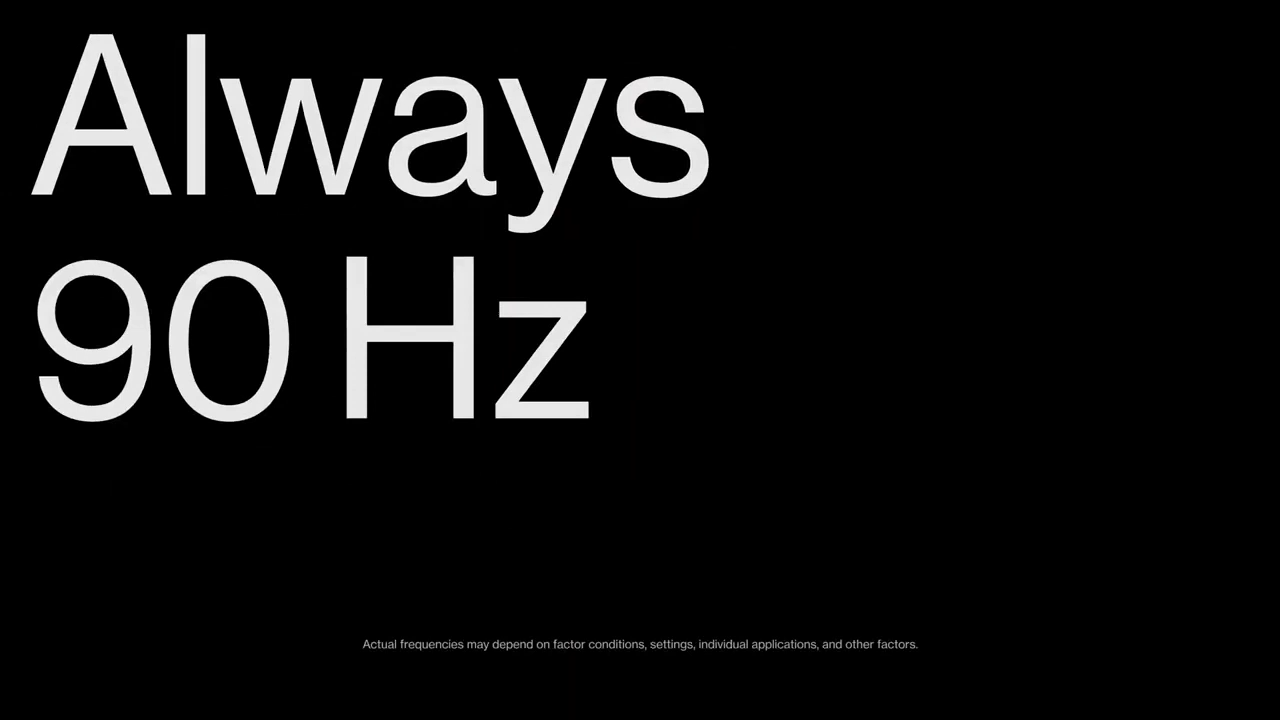 Always
90 Hz
Actual frequencies may depend on factor conditions, settings, individual applications, and other factors.